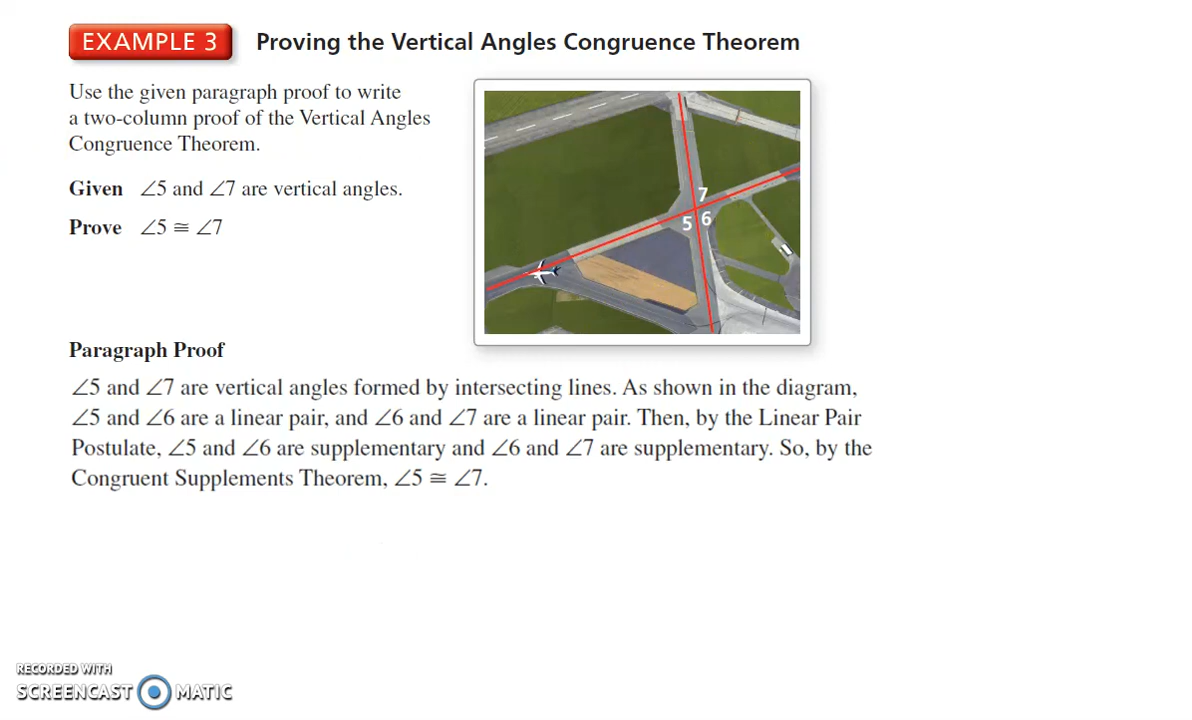 EXAMPLE 3 Proving the Vertical Angles Congruence Theorem
Use the given paragraph proof to write
a two-column proof of the Vertical Angles
Congruence Theorem.
Given ∠5 and ∠7 are vertical angles.
Prove ∠5 ≅ ∠7
7
5 6
Paragraph Proof
∠5 and ∠7 are vertical angles formed by intersecting lines. As shown in the diagram,
∠5 and ∠6 are a linear pair, and ∠6 and ∠7 are a linear pair. Then, by the Linear Pair
Postulate, ∠5 and ∠6 are supplementary and ∠6 and ∠7 are supplementary. So, by the
Congruent Supplements Theorem, ∠5 ≅ ∠7.
RECORDED WITH
SCREENCAST MATIC